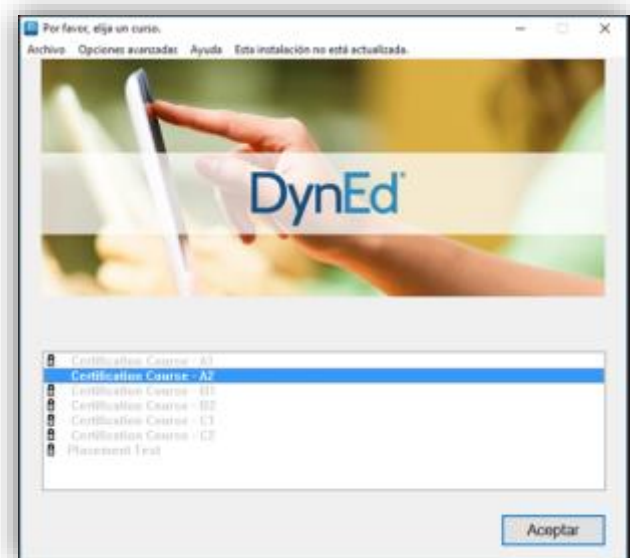 Por favor, elija un curso.
Archivo Opciones avanzadas Ayuda Esta instalación no está actualizada.
DynEd
Certification Course - A1
Certification Course - A2
Certification Course - B1
Certification Course - B2
Certification Course - C1
Certification Course - C2
Placement Test
Aceptar